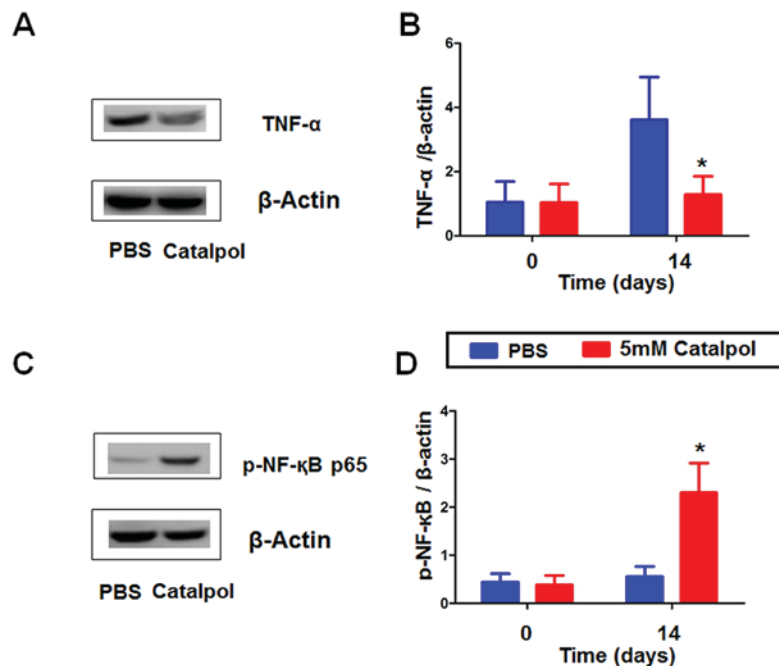 A
TNF-α
β-Actin
PBS Catalpol
B
TNF-α /β-actin
6
4
2
0
*
0 14
Time (days)
PBS 5mM Catalpol
C
p-NF-κB p65
β-Actin
PBS Catalpol
D
p-NF-κB / β-actin
4
3
2
1
0
*
0 14
Time (days)